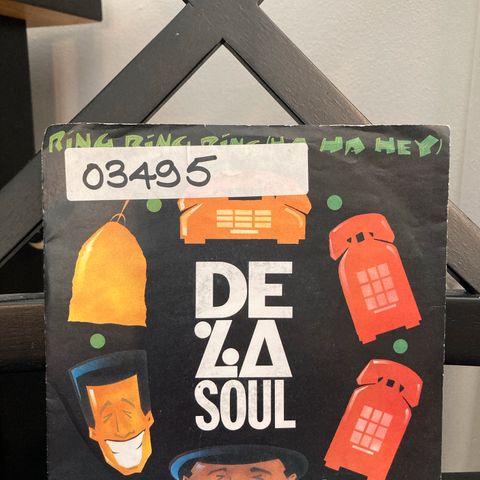 RING RING RING (HA HA HEY)
03495
DE
LA
SOUL